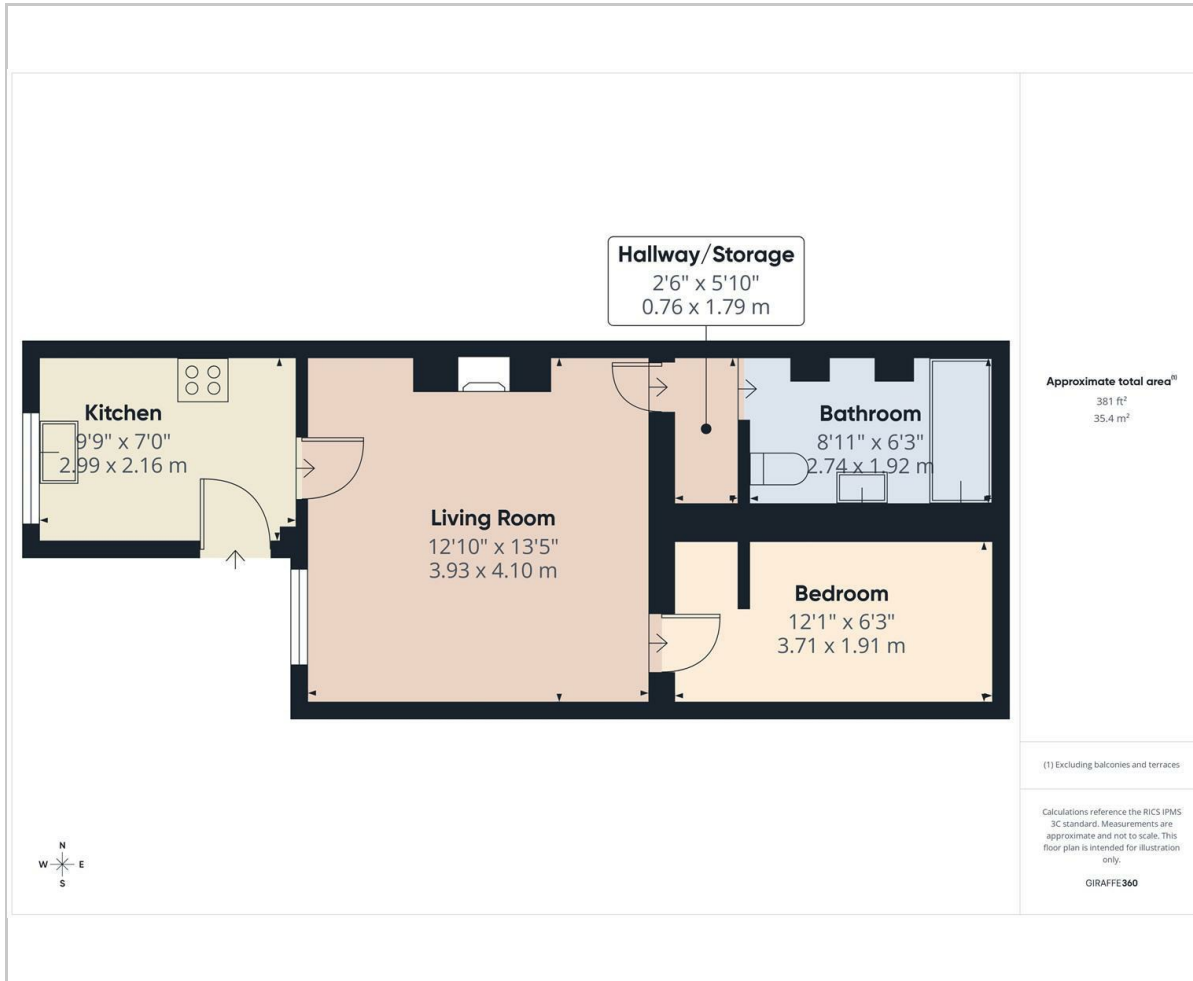 Hallway/Storage
2'6" x 5'10"
0.76 x 1.79 m
Kitchen
9'9" x 7'0"
2.99 x 2.16 m
Living Room
12'10" x 13'5"
3.93 x 4.10 m
Bathroom
8'11" x 6'3"
2.74 x 1.92 m
Bedroom
12'1" x 6'3"
3.71 x 1.91 m
N
W E
S
Approximate total area(1)
381 ft²
35.4 m²
(1) Excluding balconies and terraces
Calculations reference the RICS IPMS
3C standard. Measurements are
approximate and not to scale. This
floor plan is intended for illustration
only.
GIRAFFE360